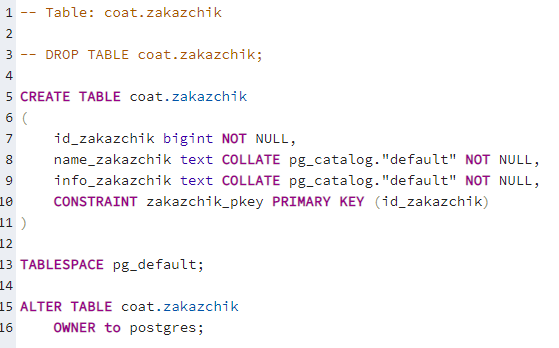 1 -- Table: coat.zakazchik
2
3 -- DROP TABLE coat.zakazchik;
4
5 CREATE TABLE coat.zakazchik
6 (
7     id_zakazchik bigint NOT NULL,
8     name_zakazchik text COLLATE pg_catalog."default" NOT NULL,
9     info_zakazchik text COLLATE pg_catalog."default" NOT NULL,
10     CONSTRAINT zakazchik_pkey PRIMARY KEY (id_zakazchik)
11 )
12
13 TABLESPACE pg_default;
14
15 ALTER TABLE coat.zakazchik
16     OWNER to postgres;